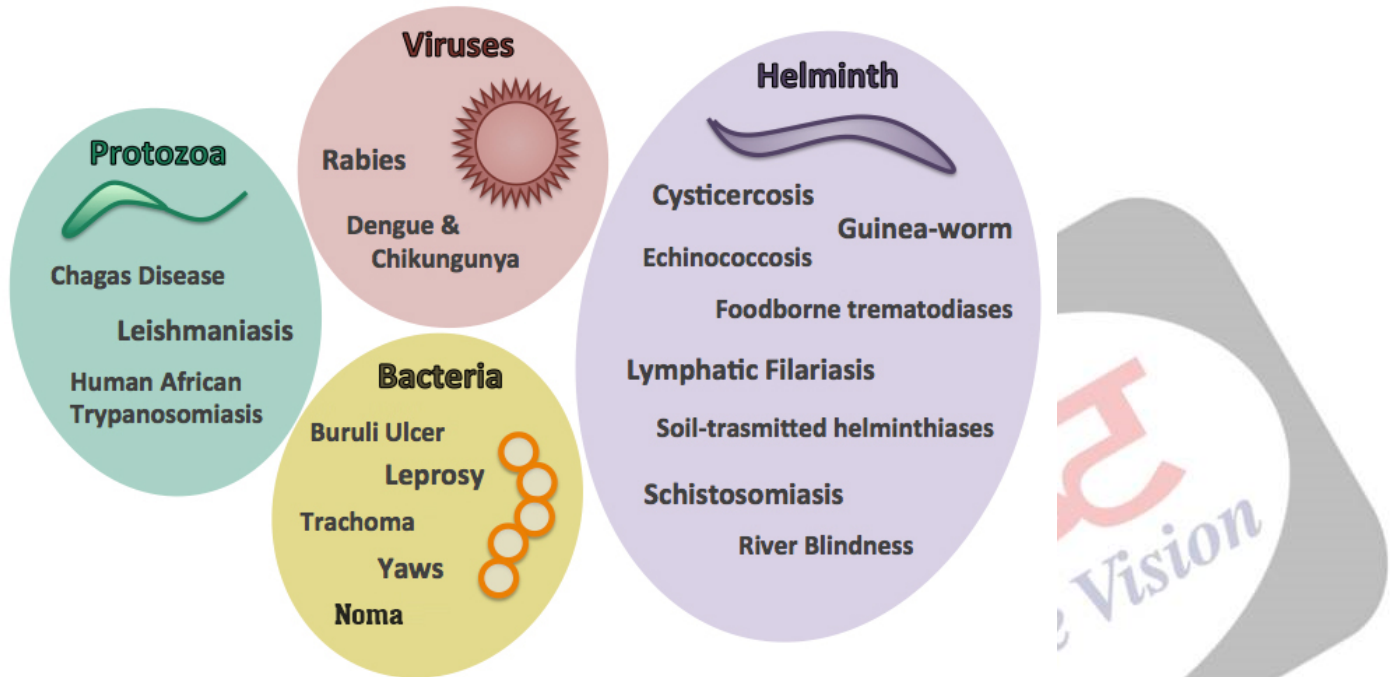 Protozoa
Chagas Disease
Leishmaniasis
Human African
Trypanosomiasis
Viruses
Rabies
Dengue &
Chikungunya
Bacteria
Buruli Ulcer
Leprosy
Trachoma
Yaws
Noma
Helminth
Cysticercosis
Guinea-worm
Echinococcosis
Foodborne trematodiases
Lymphatic Filariasis
Soil-trasmitted helminthiases
Schistosomiasis
River Blindness
Vision